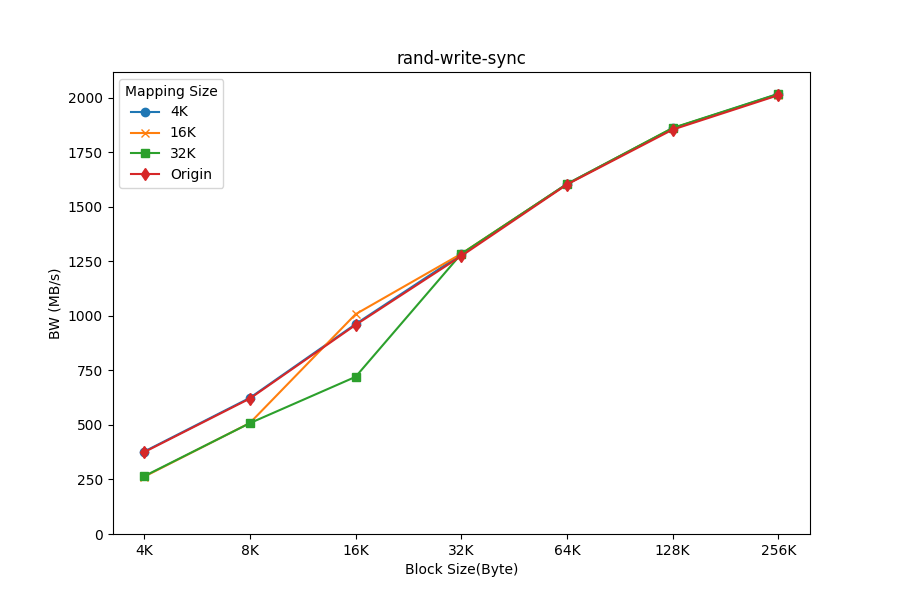 rand-write-sync
Mapping Size
4K
16K
32K
Origin
BW (MB/s)
2000
1750
1500
1250
1000
750
500
250
0
4K 8K 16K 32K 64K 128K 256K
Block Size(Byte)